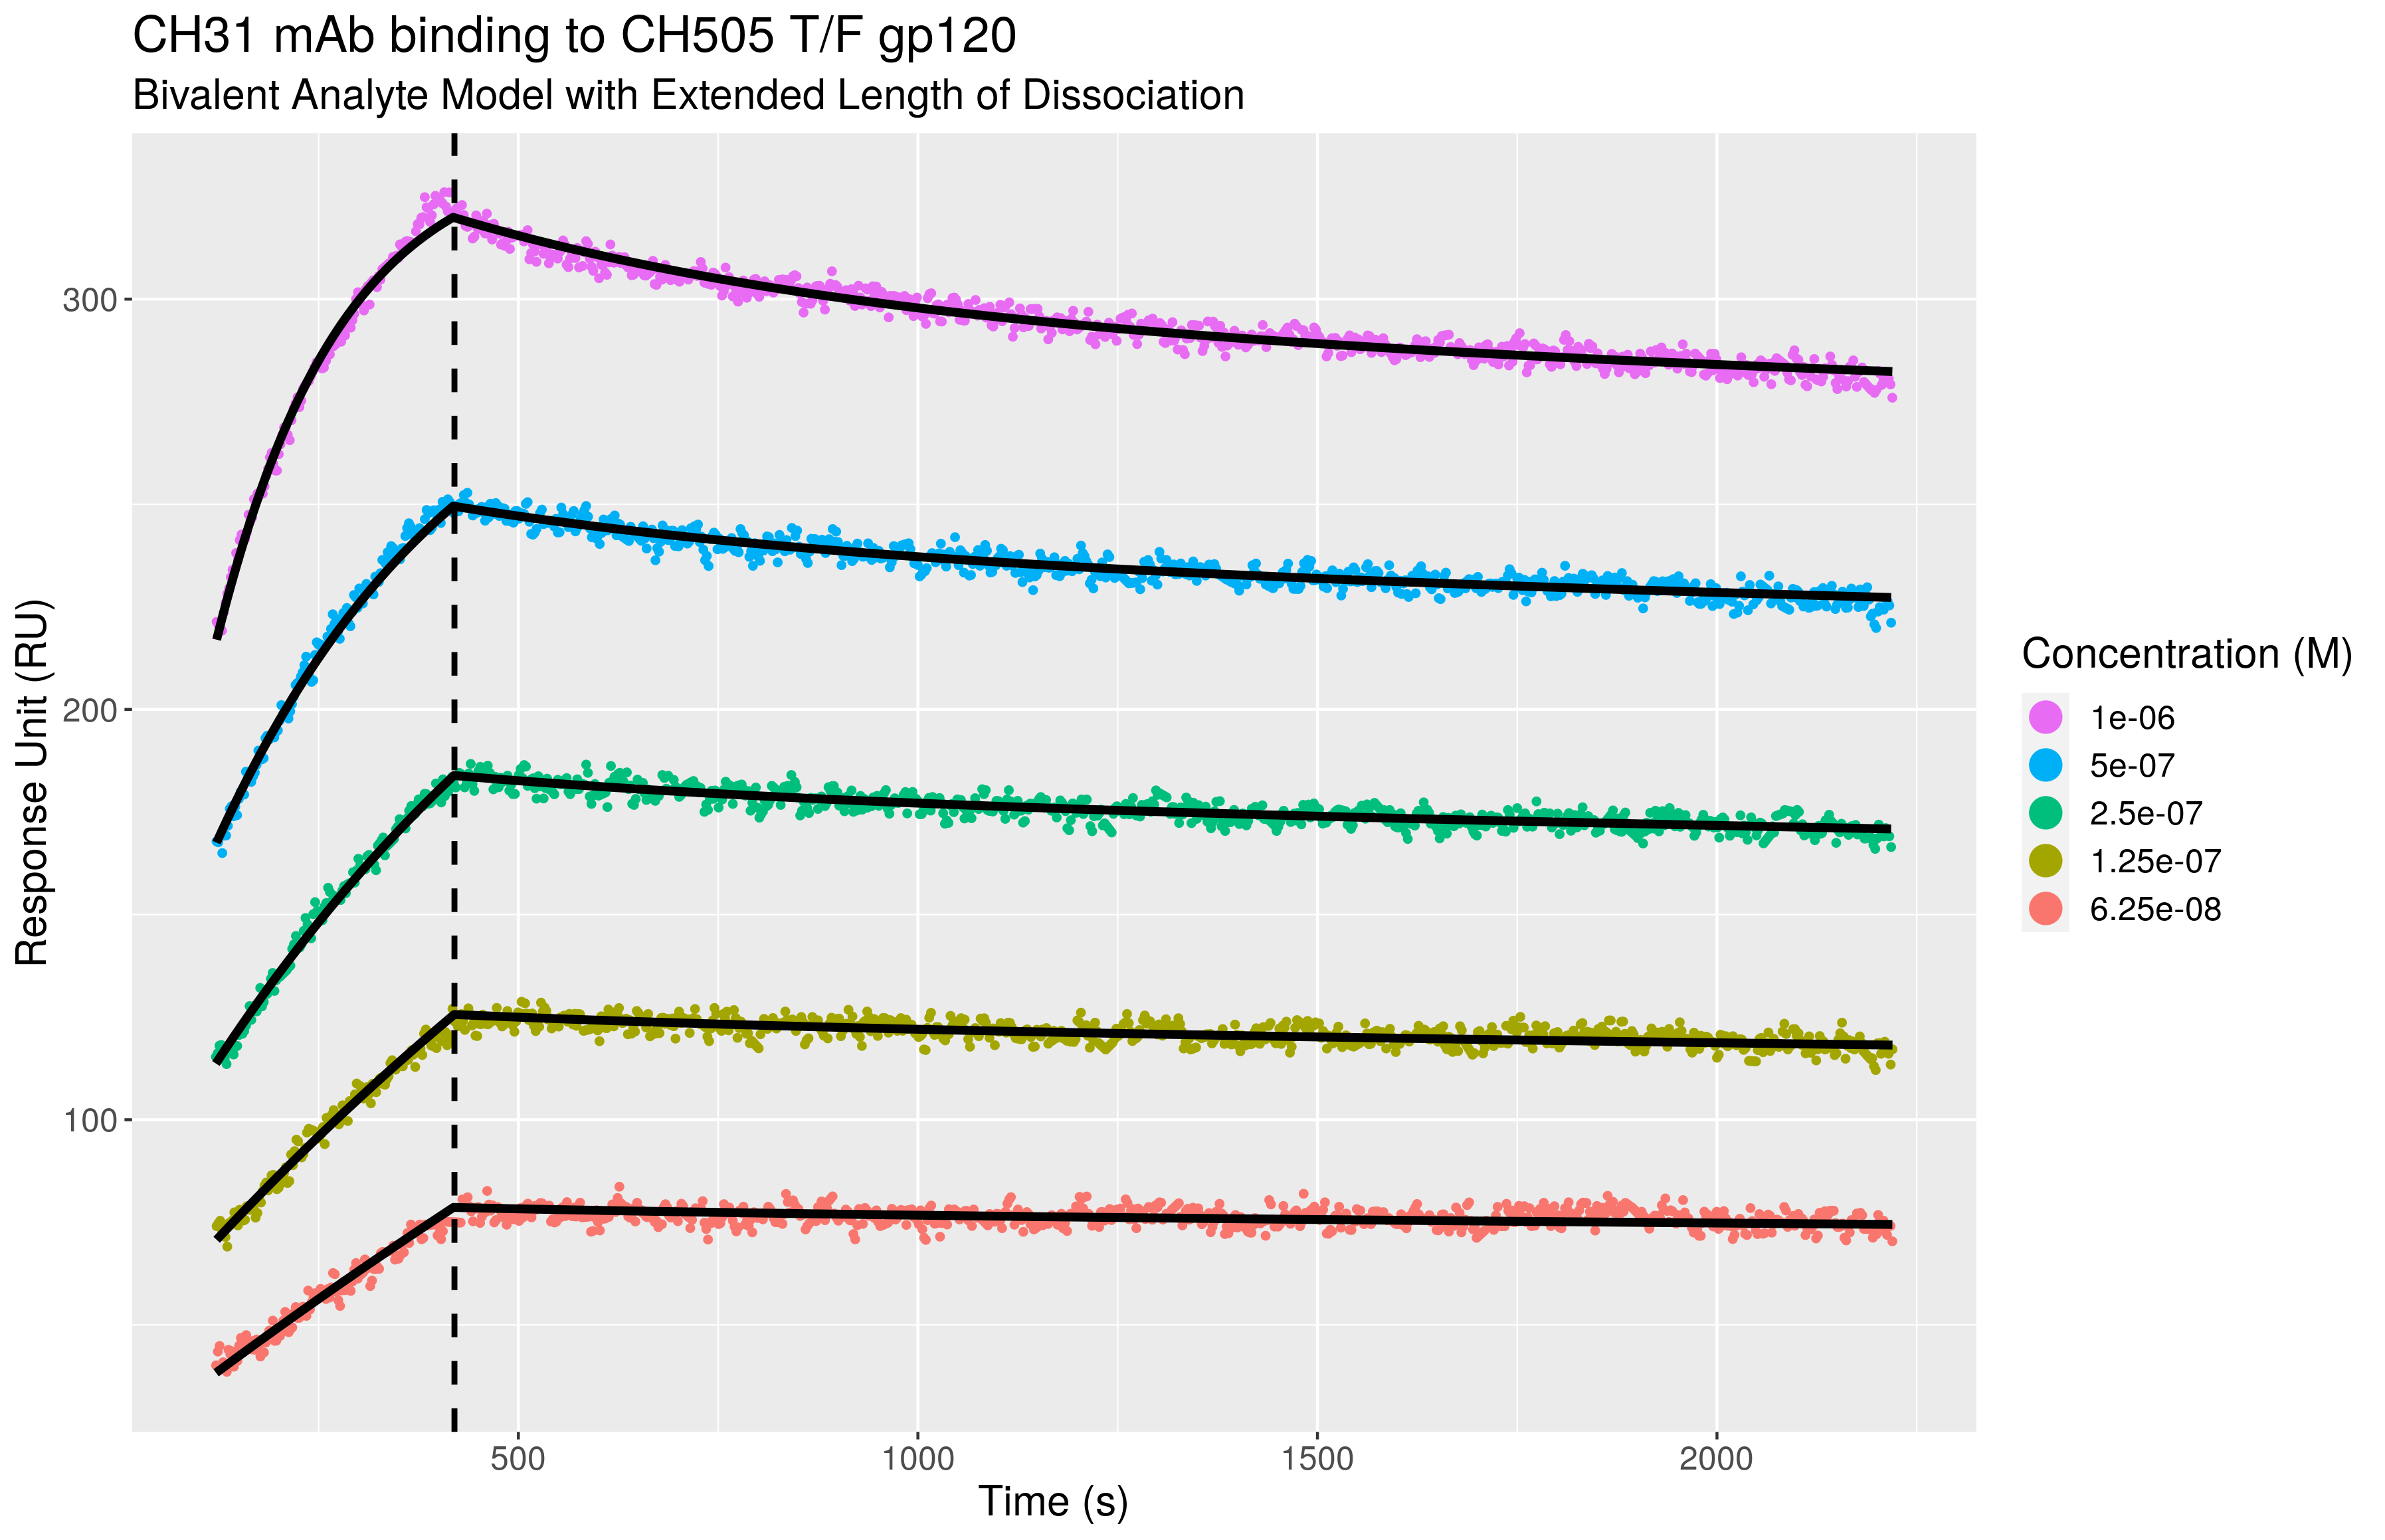 CH31 mAb binding to CH505 T/F gp120
Bivalent Analyte Model with Extended Length of Dissociation
Response Unit (RU)
300
200
100
500
1000
1500
2000
Time (s)
Concentration (M)
1e-06
5e-07
2.5e-07
1.25e-07
6.25e-08